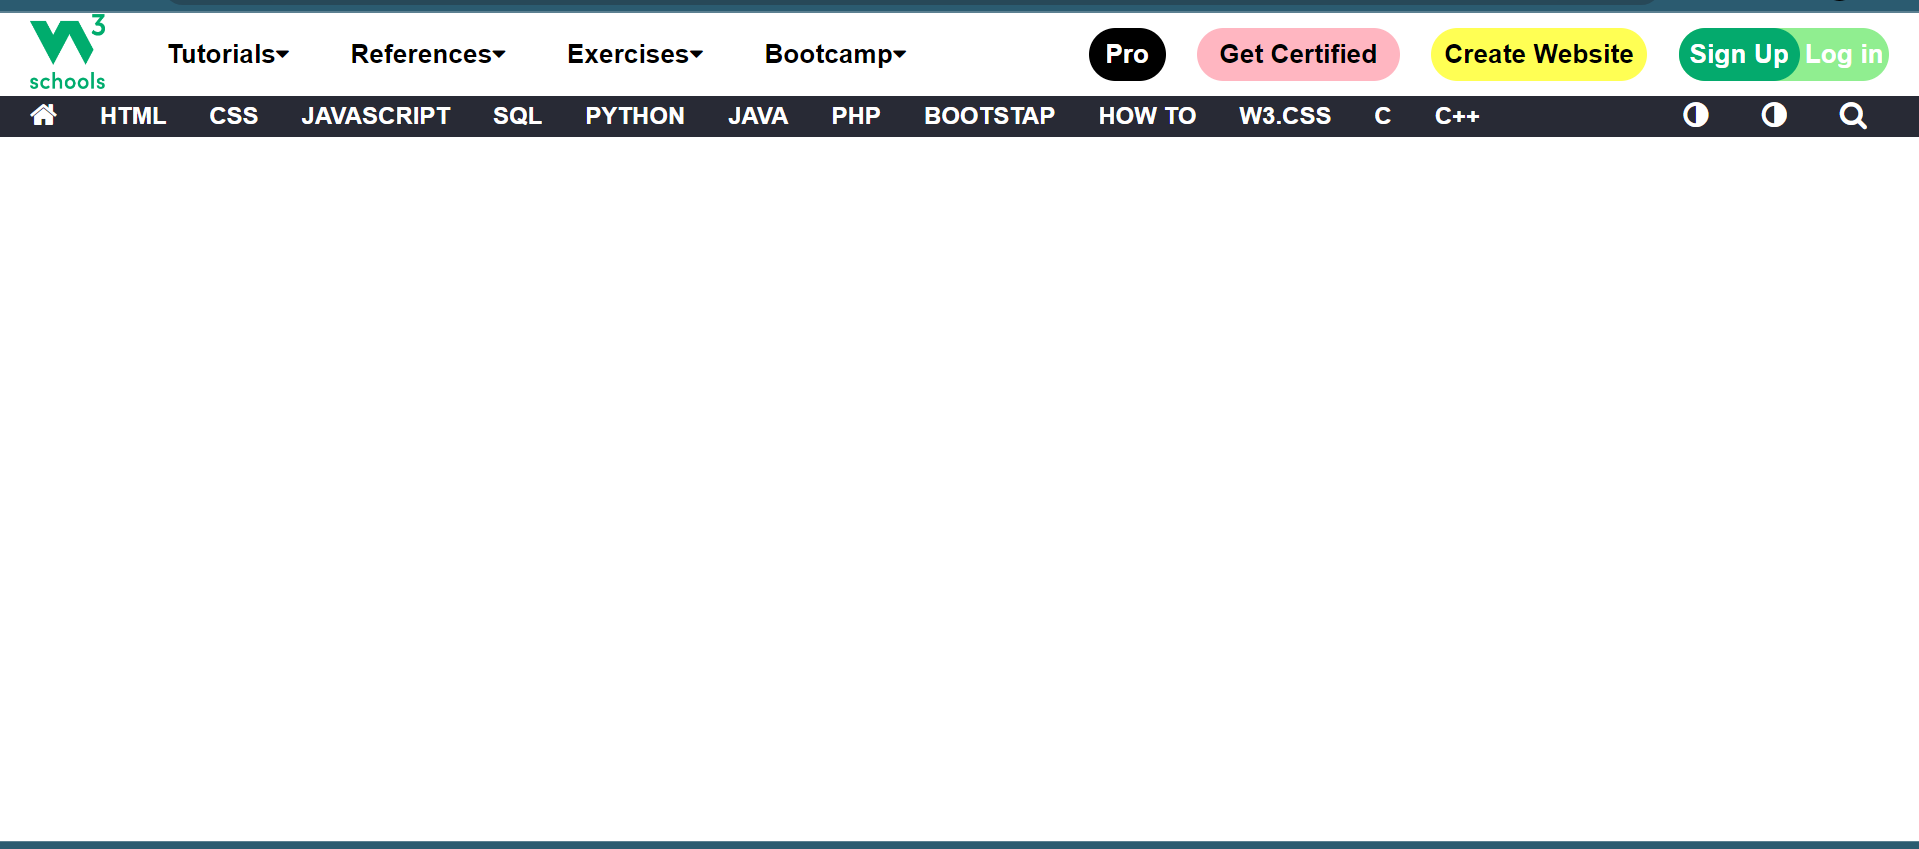 W3 schools
Tutorials References Exercises Bootcamp Pro Get Certified Create Website Sign Up Log in
HTML CSS JAVASCRIPT SQL PYTHON JAVA PHP BOOTSTAP HOW TO W3.CSS C C++